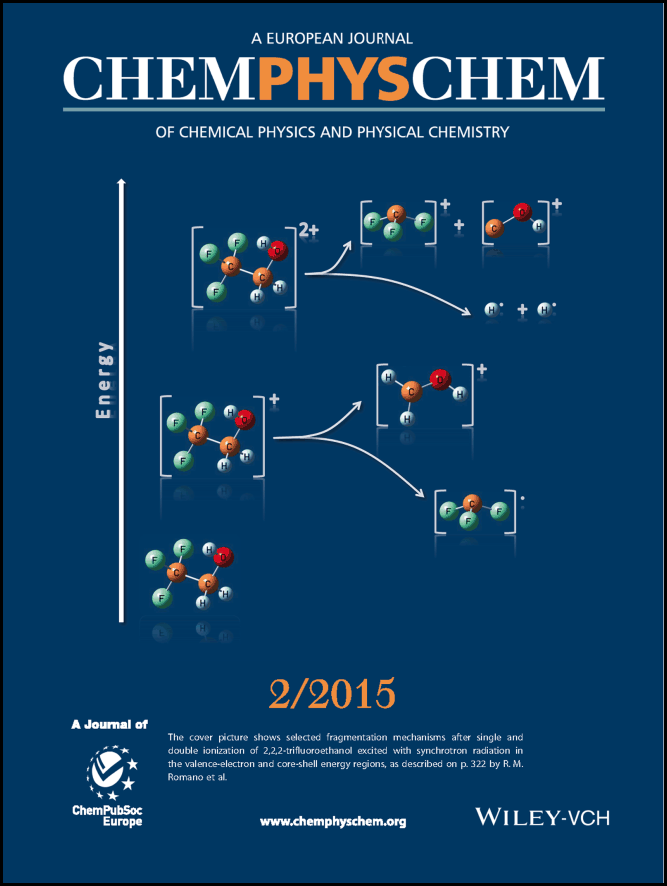 A EUROPEAN JOURNAL
CHEMPHYSCHEM
OF CHEMICAL PHYSICS AND PHYSICAL CHEMISTRY
Energy
2+
F F F C C H O H H
+
F C F F
+
+
C O H
H• + H•
+
F F F C C H O H H
+
H C O H H
•
F C F F
F F F C C H O H H
2/2015
A Journal of
ChemPubSoc
Europe
The cover picture shows selected fragmentation mechanisms after single and
double ionization of 2,2,2-trifluoroethanol excited with synchrotron radiation in
the valence-electron and core-shell energy regions, as described on p. 322 by R. M.
Romano et al.
www.chemphyschem.org
WILEY-VCH